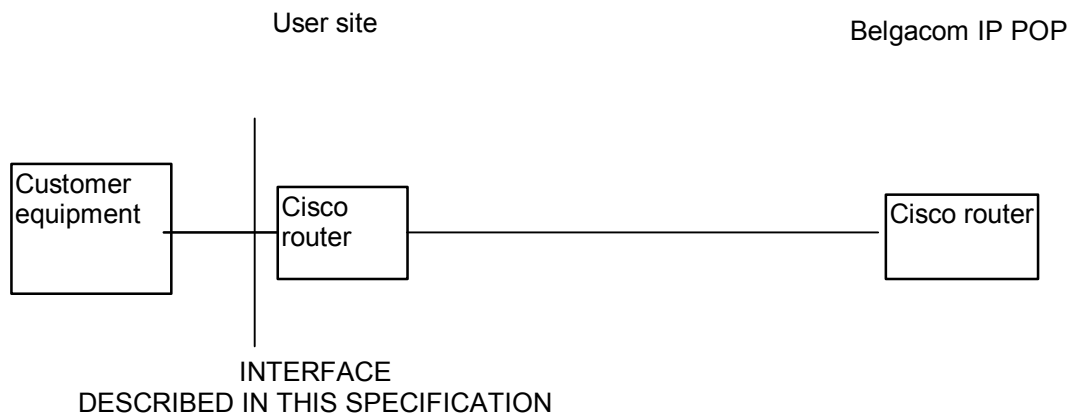 User site
Belgacom IP POP
Customer
equipment
Cisco
router
Cisco router
INTERFACE
DESCRIBED IN THIS SPECIFICATION